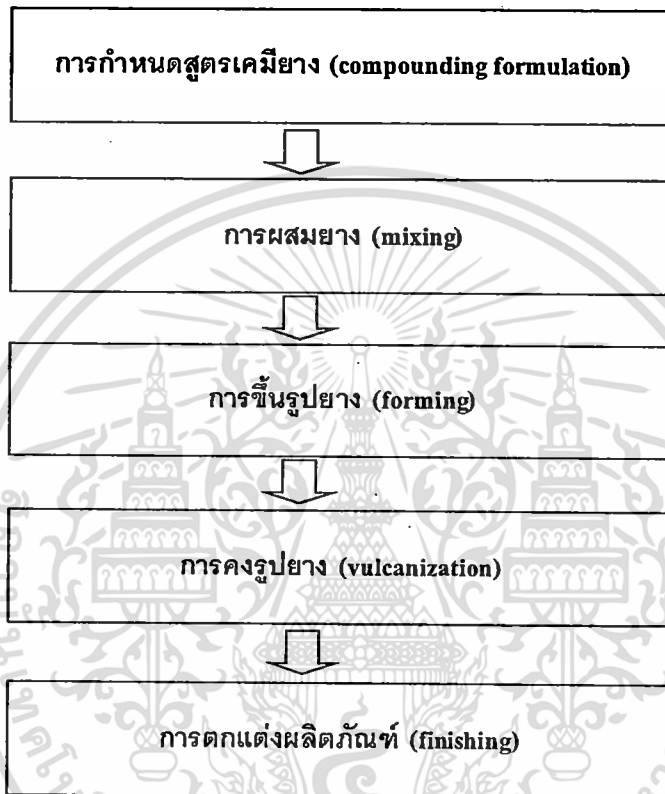 การกำหนดสูตรเคมียาง (compounding formulation)
การผสมยาง (mixing)
การขึ้นรูปยาง (forming)
การคงรูปยาง (vulcanization)
การตกแต่งผลิตภัณฑ์ (finishing)